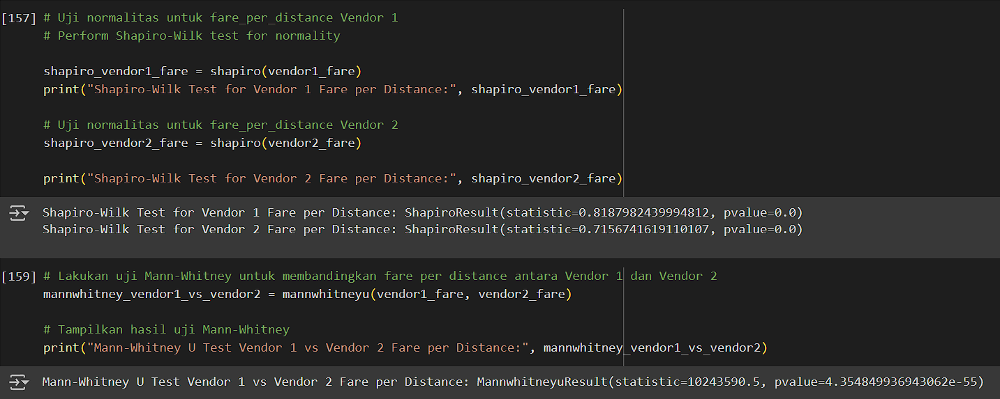 [157] # Uji normalitas untuk fare_per_distance Vendor 1
# Perform Shapiro-Wilk test for normality
shapiro_vendor1_fare = shapiro(vendor1_fare)
print("Shapiro-Wilk Test for Vendor 1 Fare per Distance:", shapiro_vendor1_fare)
# Uji normalitas untuk fare_per_distance Vendor 2
shapiro_vendor2_fare = shapiro(vendor2_fare)
print("Shapiro-Wilk Test for Vendor 2 Fare per Distance:", shapiro_vendor2_fare)
Shapiro-Wilk Test for Vendor 1 Fare per Distance: ShapiroResult(statistic=0.8187982439994812, pvalue=0.0)
Shapiro-Wilk Test for Vendor 2 Fare per Distance: ShapiroResult(statistic=0.7156741619110107, pvalue=0.0)
[159] # Lakukan uji Mann-Whitney untuk membandingkan fare per distance antara Vendor 1 dan Vendor 2
mannwhitney_vendor1_vs_vendor2 = mannwhitneyu(vendor1_fare, vendor2_fare)
# Tampilkan hasil uji Mann-Whitney
print("Mann-Whitney U Test Vendor 1 vs Vendor 2 Fare per Distance:", mannwhitney_vendor1_vs_vendor2)
Mann-Whitney U Test Vendor 1 vs Vendor 2 Fare per Distance: MannwhitneyuResult(statistic=10243590.5, pvalue=4.354849936943062e-55)